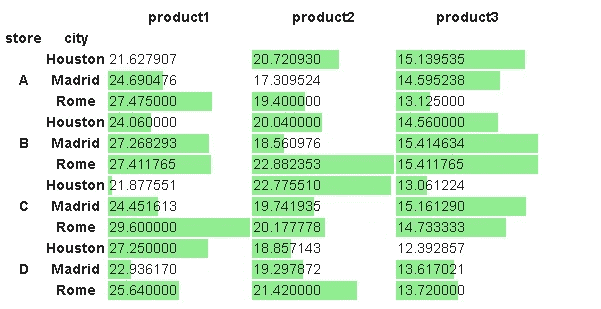 product1 product2 product3
store city
Houston 21.627907 20.720930 15.139535
A Madrid 24.690476 17.309524 14.595238
Rome 27.475000 19.400000 13.125000
Houston 24.060000 20.040000 14.560000
B Madrid 27.268293 18.560976 15.414634
Rome 27.411765 22.882353 15.411765
Houston 21.877551 22.775510 13.061224
C Madrid 24.451613 19.741935 15.161290
Rome 29.600000 20.177778 14.733333
Houston 27.250000 18.857143 12.392857
D Madrid 22.936170 19.297872 13.617021
Rome 25.640000 21.420000 13.720000